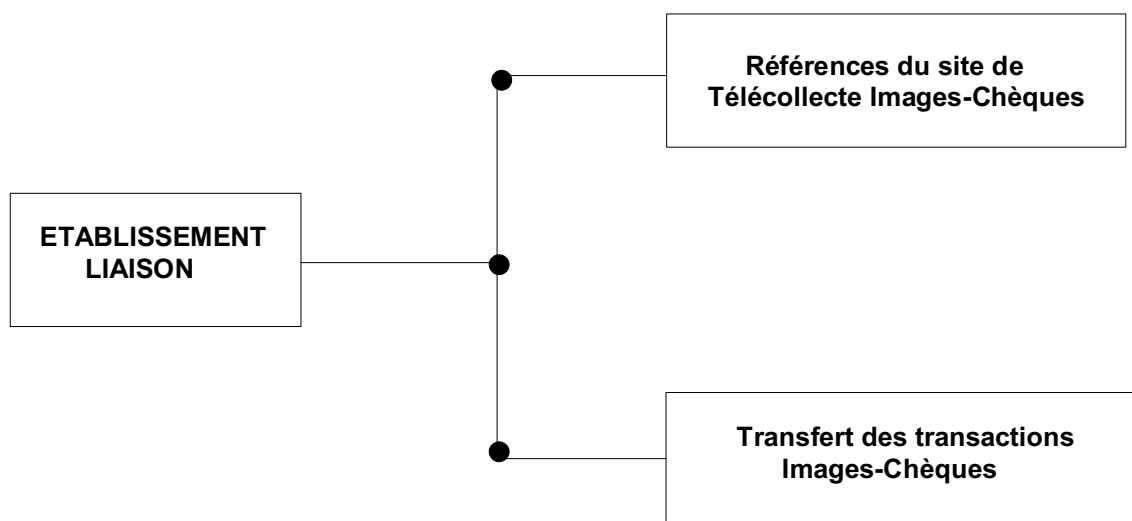 Références du site de
Télécollecte Images-Chèques
ETABLISSEMENT
LIAISON
Transfert des transactions
Images-Chèques